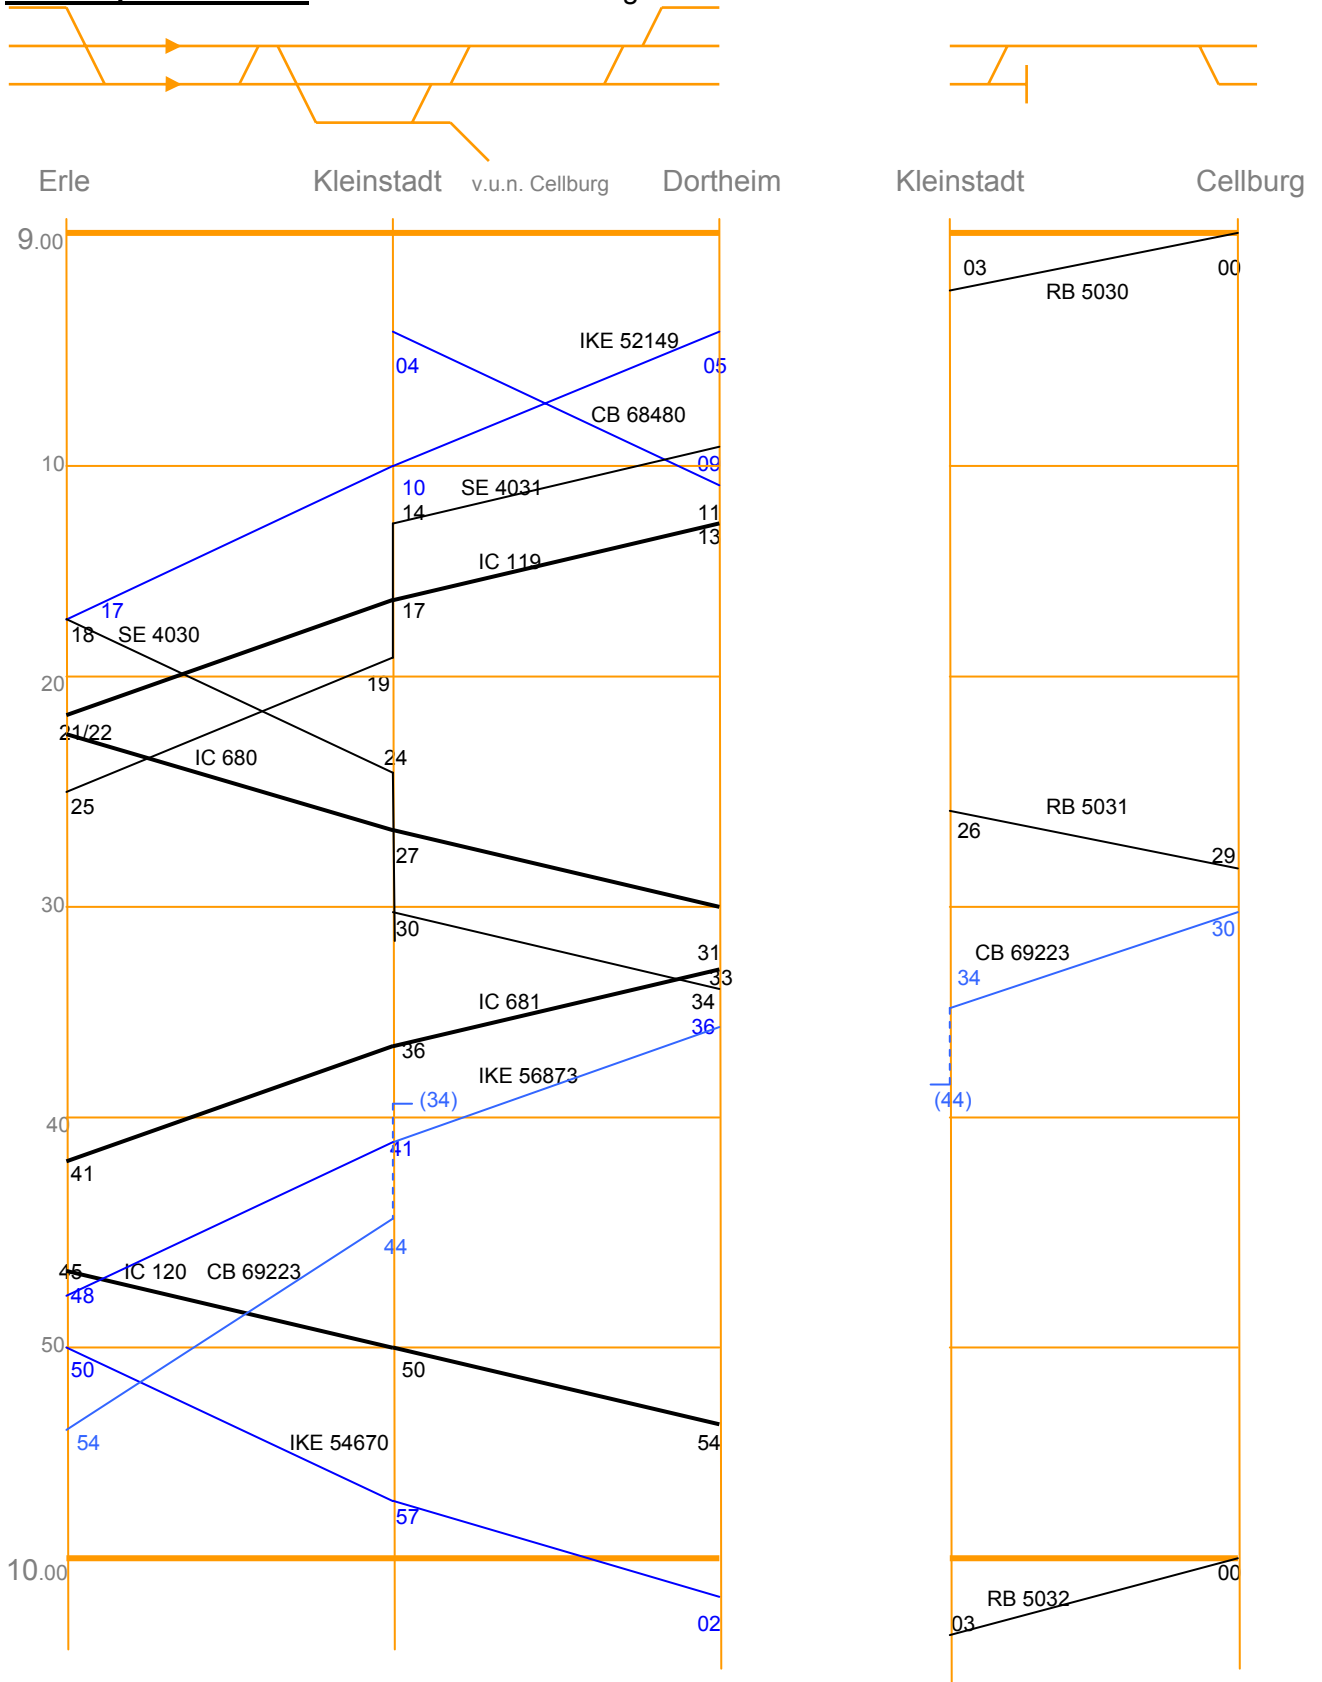 Erle Kleinstadt v.u.n. Cellburg Dortheim Kleinstadt Cellburg
9.00
03 00
RB 5030
IKE 52149
04 05
CB 68480
10 09
10 SE 4031
14 11
13
IC 119
17 17
18 SE 4030
20 19
21/22
IC 680 24
25 RB 5031
26
27 29
30
30 30
31 CB 69223
33 34
IC 681 34
36
36
IKE 56873
(34) (44)
40
41
41
44
45 IC 120 CB 69223
48
50
50 50
54 IKE 54670 54
57
10.00 00
RB 5032
02 03